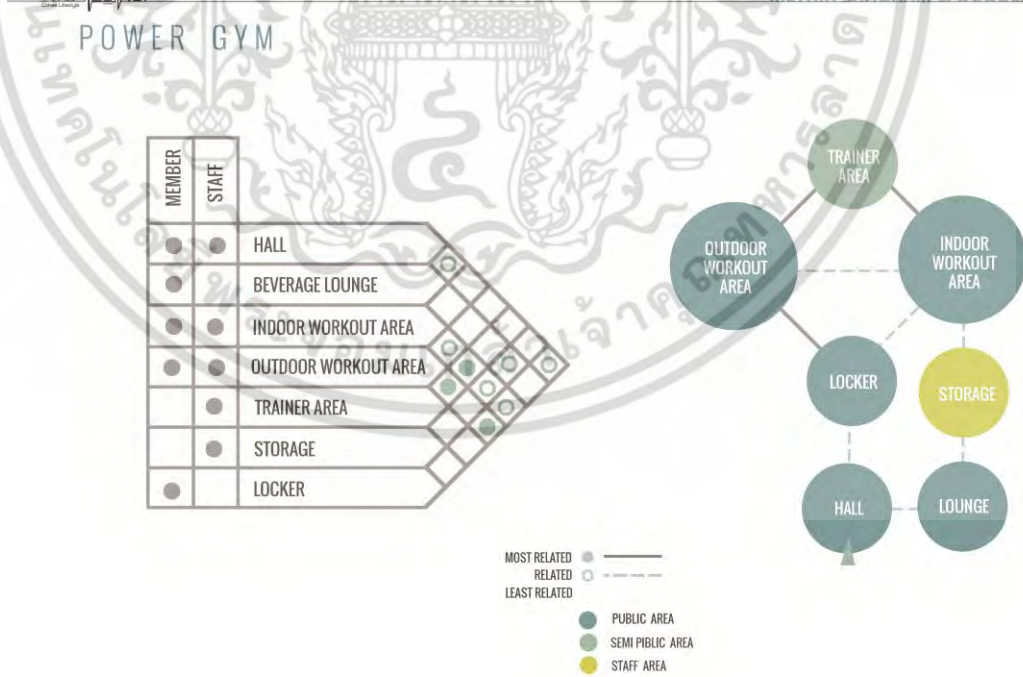 POWER GYM
MEMBER
STAFF
HALL
BEVERAGE LOUNGE
INDOOR WORKOUT AREA
OUTDOOR WORKOUT AREA
TRAINER AREA
STORAGE
LOCKER
TRAINER
AREA
OUTDOOR
WORKOUT
AREA
INDOOR
WORKOUT
AREA
LOCKER
STORAGE
HALL
LOUNGE
MOST RELATED
RELATED
LEAST RELATED
PUBLIC AREA
SEMI PIBLIC AREA
STAFF AREA